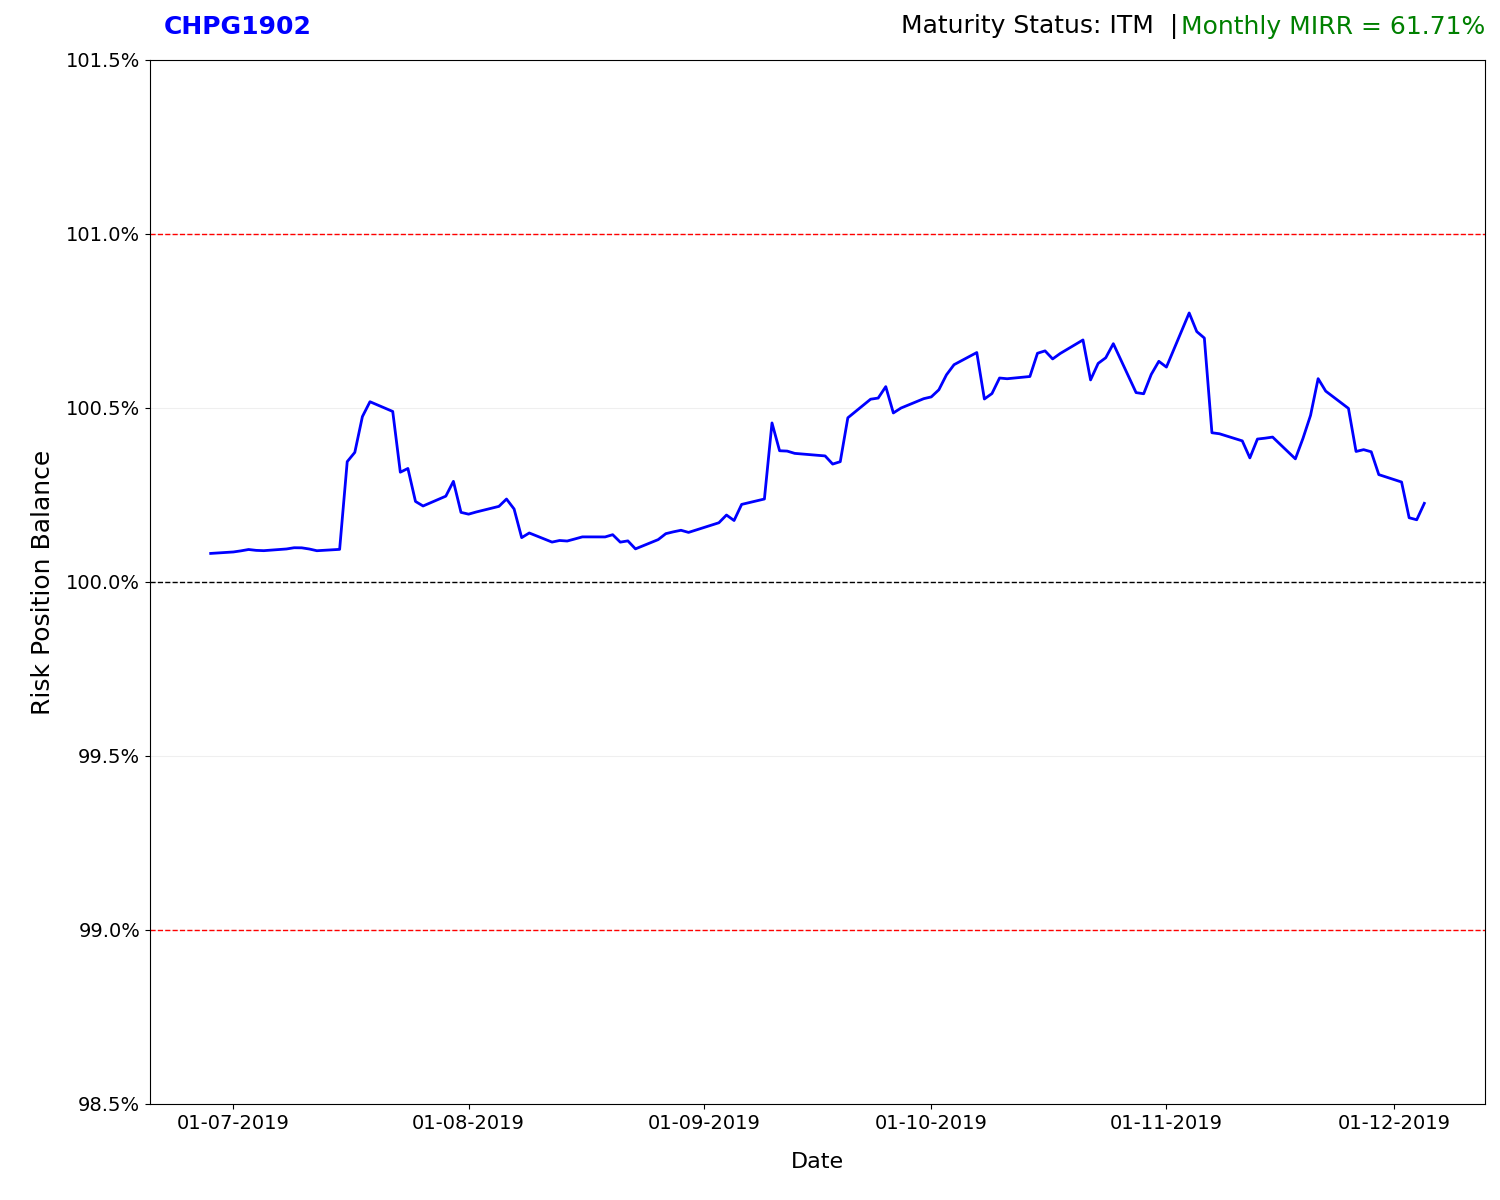 CHPG1902
Maturity Status: ITM | Monthly MIRR = 61.71%
101.5%
101.0%
100.5%
100.0%
99.5%
99.0%
98.5%
Risk Position Balance
01-07-2019 01-08-2019 01-09-2019 01-10-2019 01-11-2019 01-12-2019
Date